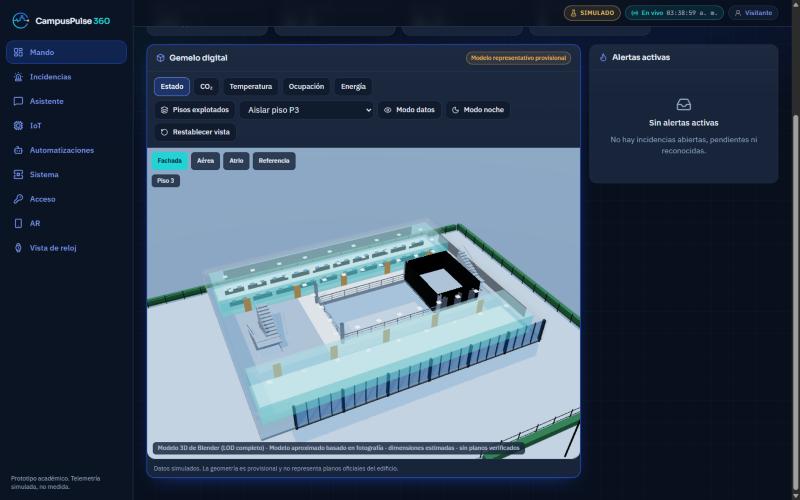 CampusPulse 360
SIMULADO
En vivo 03:38:59 a. m.
Visitante
Mando
Incidencias
Asistente
IoT
Automatizaciones
Sistema
Acceso
AR
Vista de reloj
Prototipo académico. Telemetría
simulada, no medida.
Gemelo digital
Modelo representativo provisional
Estado
CO₂
Temperatura
Ocupación
Energía
Pisos explotados
Aislar piso P3
Modo datos
Modo noche
Restablecer vista
Fachada
Aérea
Atrio
Referencia
Piso 3
Modelo 3D de Blender (LOD completo) · Modelo aproximado basado en fotografía · dimensiones estimadas · sin planos verificados
Datos simulados. La geometría es provisional y no representa planos oficiales del edificio.
Alertas activas
Sin alertas activas
No hay incidencias abiertas, pendientes ni
reconocidas.